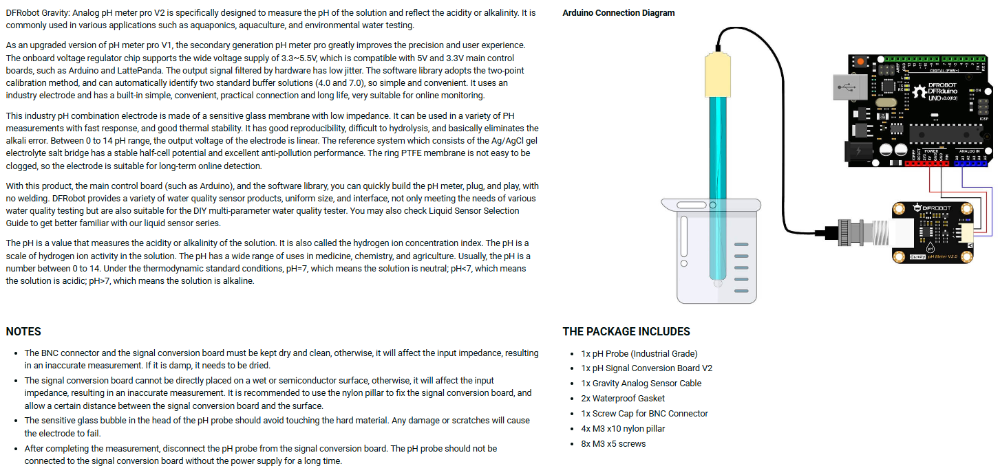 DFRobot Gravity: Analog pH meter pro V2 is specifically designed to measure the pH of the solution and reflect the acidity or alkalinity. It is
commonly used in various applications such as aquaponics, aquaculture, and environmental water testing.
As an upgraded version of pH meter pro V1, the secondary generation pH meter pro greatly improves the precision and user experience.
The onboard voltage regulator chip supports the wide voltage supply of 3.3~5.5V, which is compatible with 5V and 3.3V main control
boards, such as Arduino and LattePanda. The output signal filtered by hardware has low jitter. The software library adopts the two-point
calibration method, and can automatically identify two standard buffer solutions (4.0 and 7.0), so simple and convenient. It uses an
industry electrode and has a built-in simple, convenient, practical connection and long life, very suitable for online monitoring.
This industry pH combination electrode is made of a sensitive glass membrane with low impedance. It can be used in a variety of PH
measurements with fast response, and good thermal stability. It has good reproducibility, difficult to hydrolysis, and basically eliminates the
alkali error. Between 0 to 14 pH range, the output voltage of the electrode is linear. The reference system which consists of the Ag/AgCl gel
electrolyte salt bridge has a stable half-cell potential and excellent anti-pollution performance. The ring PTFE membrane is not easy to be
clogged, so the electrode is suitable for long-term online detection.
With this product, the main control board (such as Arduino), and the software library, you can quickly build the pH meter, plug, and play, with
no welding. DFRobot provides a variety of water quality sensor products, uniform size, and interface, not only meeting the needs of various
water quality testing but are also suitable for the DIY multi-parameter water quality tester. You may also check Liquid Sensor Selection
Guide to get better familiar with our liquid sensor series.
The pH is a value that measures the acidity or alkalinity of the solution. It is also called the hydrogen ion concentration index. The pH is a
scale of hydrogen ion activity in the solution. The pH has a wide range of uses in medicine, chemistry, and agriculture. Usually, the pH is a
number between 0 to 14. Under the thermodynamic standard conditions, pH=7, which means the solution is neutral; pH<7, which means
the solution is acidic; pH>7, which means the solution is alkaline.
Arduino Connection Diagram
DIGITAL (PWM~)
L
TX
RX
DFROBOT
DFRduino
UNO v3.0(R3)
ON
ICSP
POWER
ANALOG IN
IOREF
RESET
3V3
5V
GND
GND
VIN
A0
A1
A2
A3
A4
A5
DFROBOT
A
pH
Gravity
pH Meter V2.0
NOTES
• The BNC connector and the signal conversion board must be kept dry and clean, otherwise, it will affect the input impedance, resulting
in an inaccurate measurement. If it is damp, it needs to be dried.
• The signal conversion board cannot be directly placed on a wet or semiconductor surface, otherwise, it will affect the input
impedance, resulting in an inaccurate measurement. It is recommended to use the nylon pillar to fix the signal conversion board, and
allow a certain distance between the signal conversion board and the surface.
• The sensitive glass bubble in the head of the pH probe should avoid touching the hard material. Any damage or scratches will cause
the electrode to fail.
• After completing the measurement, disconnect the pH probe from the signal conversion board. The pH probe should not be
connected to the signal conversion board without the power supply for a long time.
THE PACKAGE INCLUDES
• 1x pH Probe (Industrial Grade)
• 1x pH Signal Conversion Board V2
• 1x Gravity Analog Sensor Cable
• 2x Waterproof Gasket
• 1x Screw Cap for BNC Connector
• 4x M3 x10 nylon pillar
• 8x M3 x5 screws